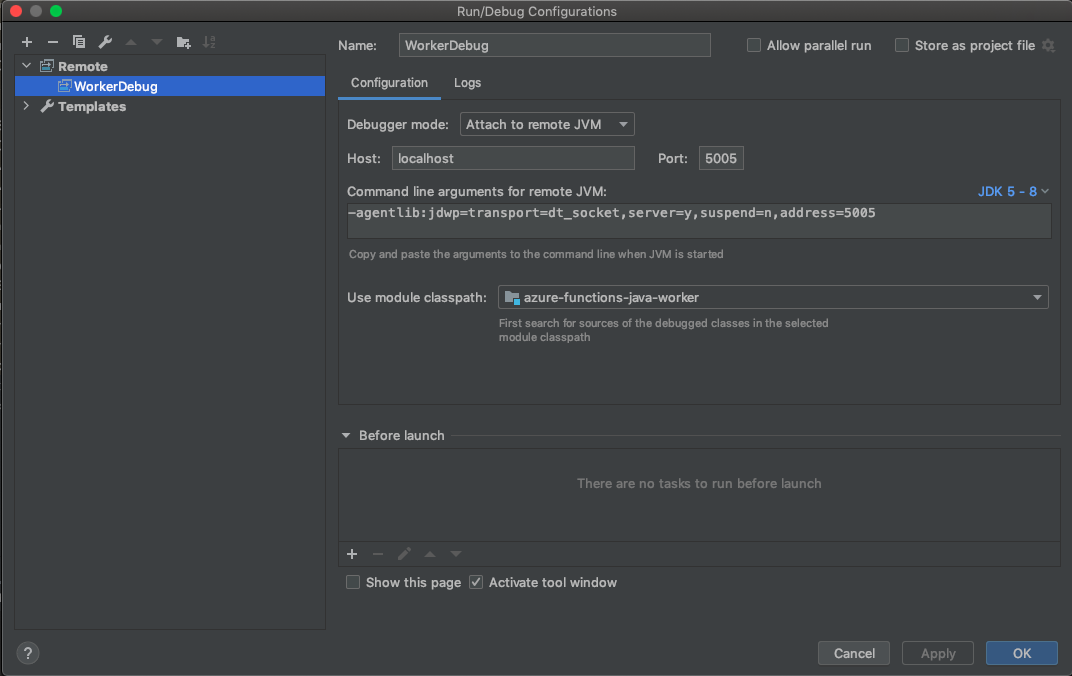 Run/Debug Configurations
Remote
WorkerDebug
Templates
Name: WorkerDebug Allow parallel run Store as project file
Configuration Logs
Debugger mode: Attach to remote JVM
Host: localhost Port: 5005
Command line arguments for remote JVM: JDK 5 - 8
-agentlib:jdwp=transport=dt_socket,server=y,suspend=n,address=5005
Copy and paste the arguments to the command line when JVM is started
Use module classpath: azure-functions-java-worker
First search for sources of the debugged classes in the selected
module classpath
Before launch
There are no tasks to run before launch
Show this page Activate tool window
? Cancel Apply OK